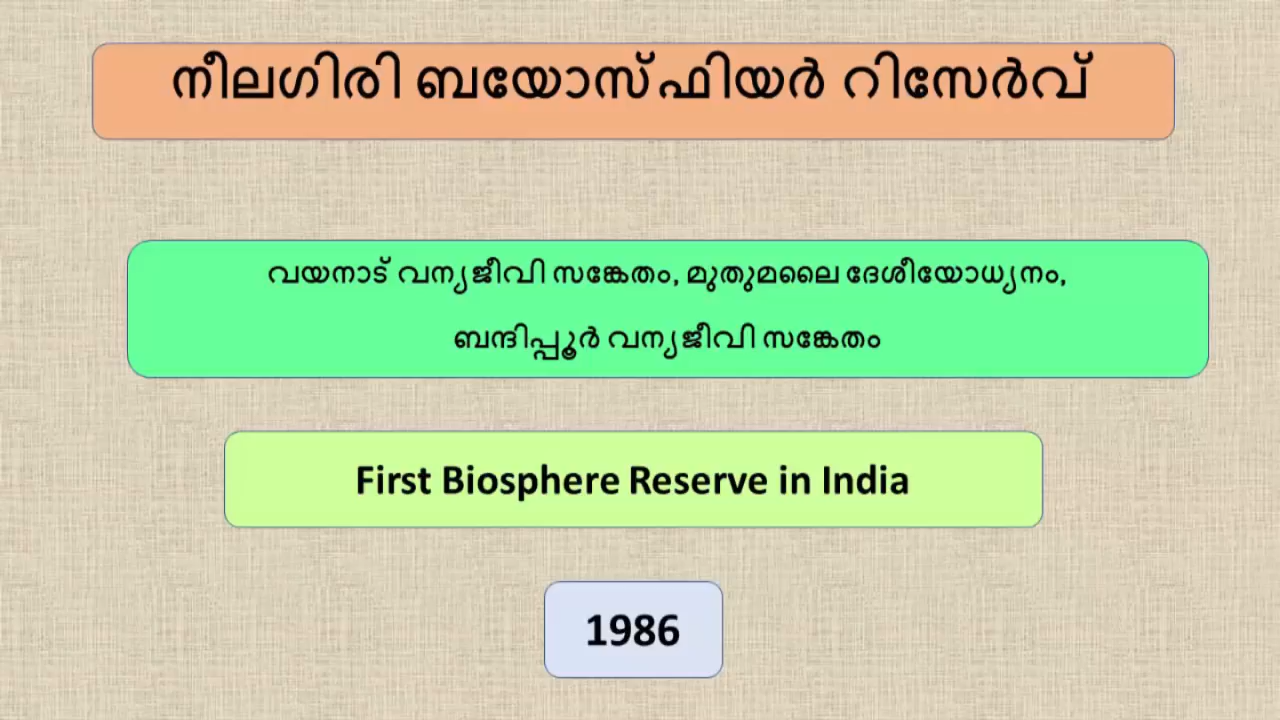 നീലഗിരി ബയോസ്ഫിയർ റിസേർവ്
വയനാട് വന്യജീവി സങ്കേതം, മുതുമലൈ ദേശീയോധ്യനം,
ബന്ദിപ്പൂർ വന്യജീവി സങ്കേതം
First Biosphere Reserve in India
1986